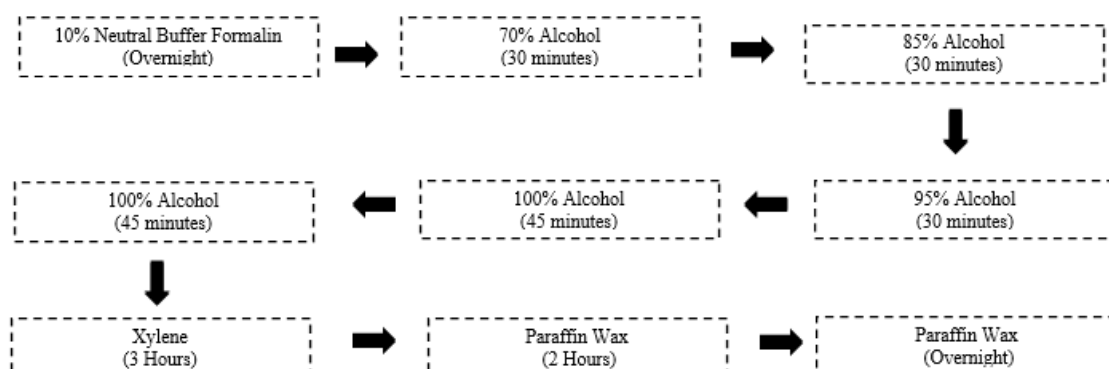 10% Neutral Buffer Formalin
(Overnight)
70% Alcohol
(30 minutes)
85% Alcohol
(30 minutes)
95% Alcohol
(30 minutes)
100% Alcohol
(45 minutes)
100% Alcohol
(45 minutes)
Xylene
(3 Hours)
Paraffin Wax
(2 Hours)
Paraffin Wax
(Overnight)